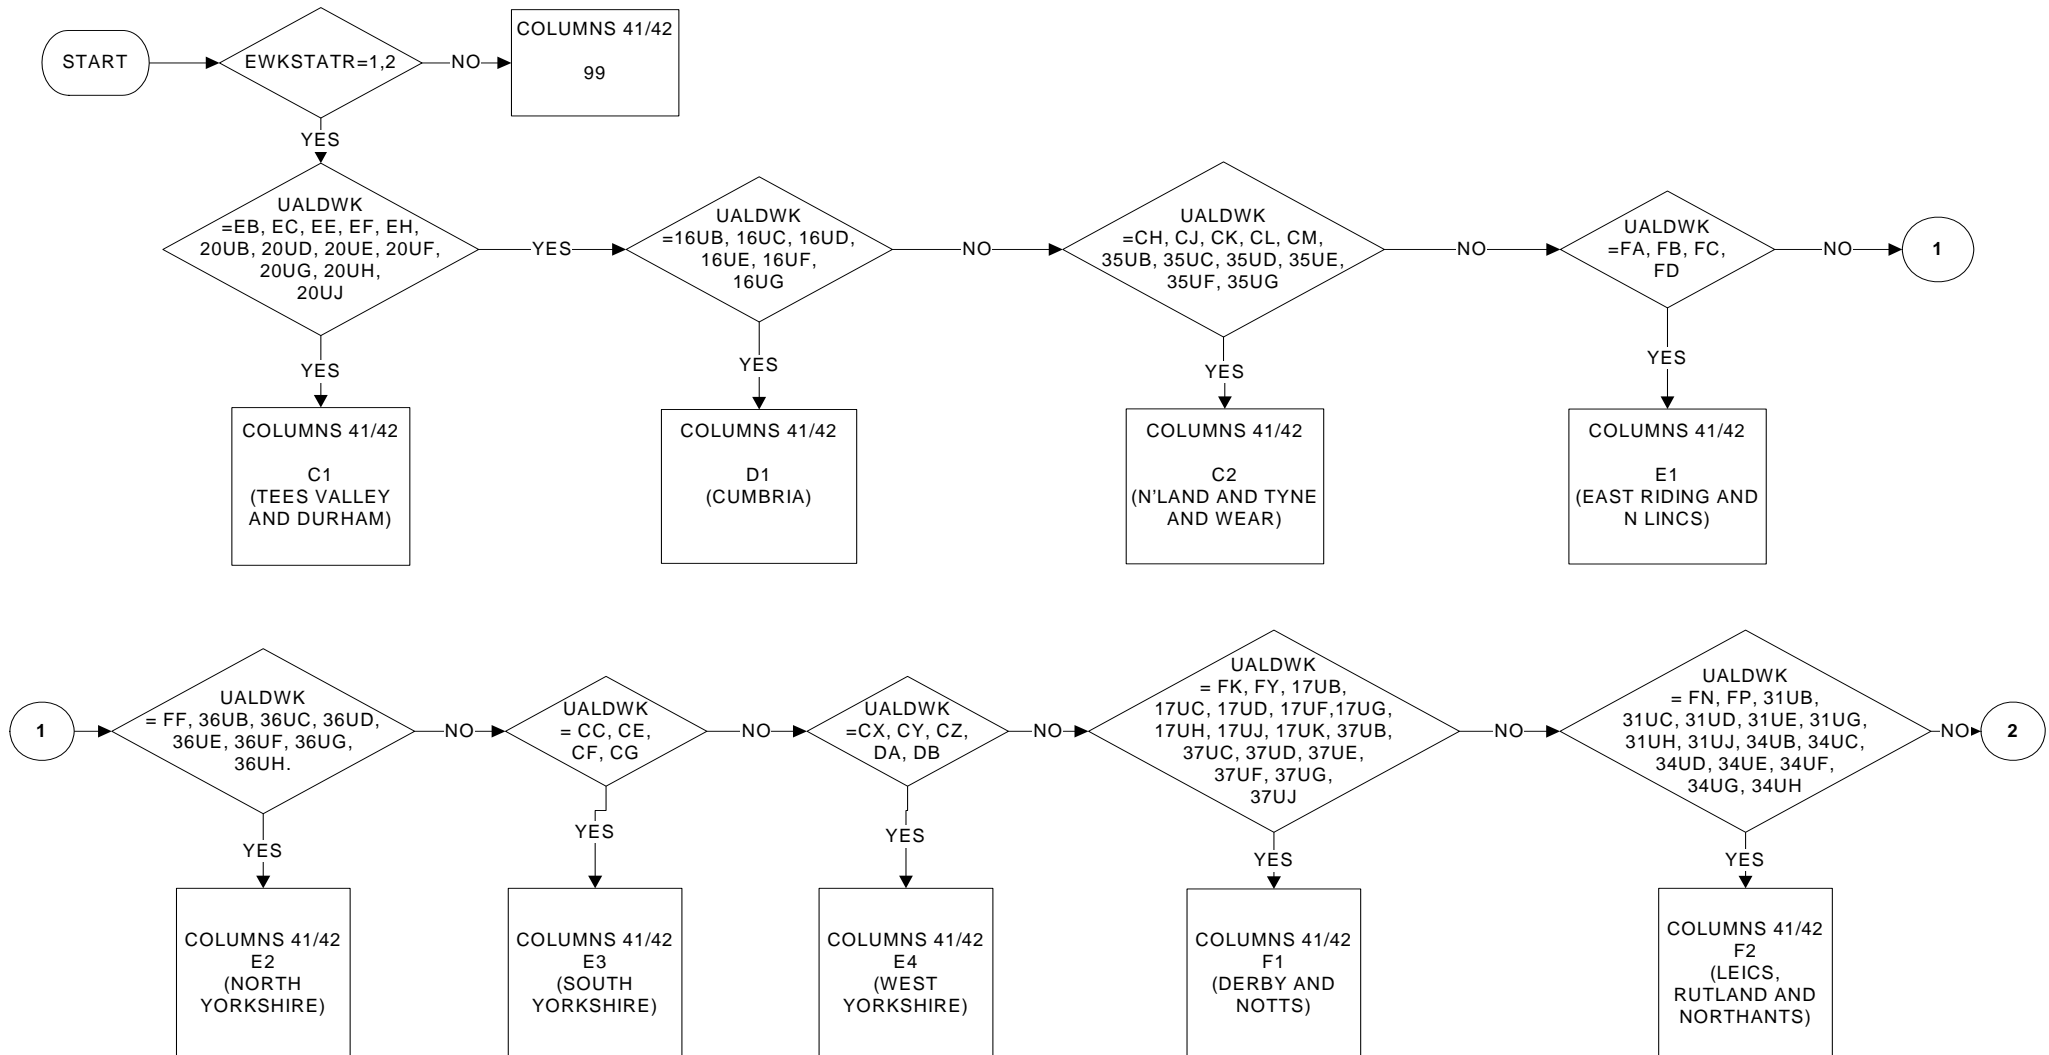 START
EWKSTATR=1,2
NO
COLUMNS 41/42
99
YES
UALDWK
=EB, EC, EE, EF, EH,
20UB, 20UD, 20UE, 20UF,
20UG, 20UH,
20UJ
YES
UALDWK
=16UB, 16UC, 16UD,
16UE, 16UF,
16UG
NO
UALDWK
=CH, CJ, CK, CL, CM,
35UB, 35UC, 35UD, 35UE,
35UF, 35UG
NO
UALDWK
=FA, FB, FC,
FD
NO
1
YES
YES
YES
YES
COLUMNS 41/42
C1
(TEES VALLEY
AND DURHAM)
COLUMNS 41/42
D1
(CUMBRIA)
COLUMNS 41/42
C2
(N'LAND AND TYNE
AND WEAR)
COLUMNS 41/42
E1
(EAST RIDING AND
N LINCS)
1
UALDWK
= FF, 36UB, 36UC, 36UD,
36UE, 36UF, 36UG,
36UH.
NO
UALDWK
= CC, CE,
CF, CG
NO
UALDWK
=CX, CY, CZ,
DA, DB
NO
UALDWK
= FK, FY, 17UB,
17UC, 17UD, 17UF,17UG,
17UH, 17UJ, 17UK, 37UB,
37UC, 37UD, 37UE,
37UF, 37UG,
37UJ
NO
UALDWK
= FN, FP, 31UB,
31UC, 31UD, 31UE, 31UG,
31UH, 31UJ, 34UB, 34UC,
34UD, 34UE, 34UF,
34UG, 34UH
NO
2
YES
YES
YES
YES
YES
COLUMNS 41/42
E2
(NORTH
YORKSHIRE)
COLUMNS 41/42
E3
(SOUTH
YORKSHIRE)
COLUMNS 41/42
E4
(WEST
YORKSHIRE)
COLUMNS 41/42
F1
(DERBY AND
NOTTS)
COLUMNS 41/42
F2
(LEICS,
RUTLAND AND
NORTHANTS)